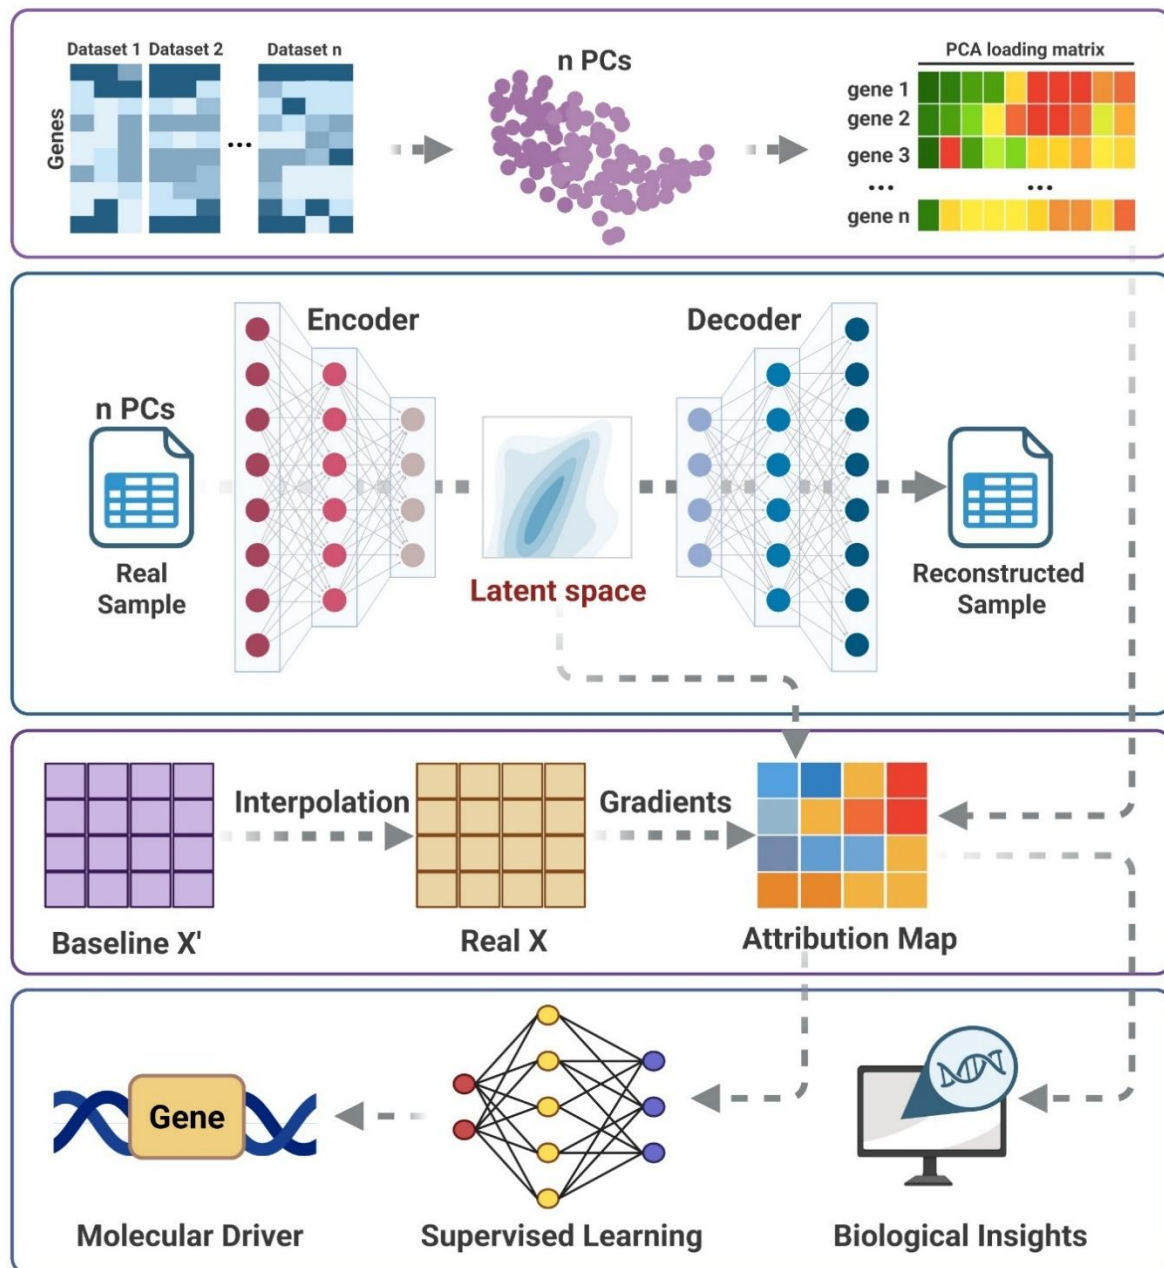 Dataset 1 Dataset 2 Dataset n
Genes
...
n PCs
PCA loading matrix
gene 1
gene 2
gene 3
... ...
gene n
Encoder
Decoder
n PCs
Real
Sample
Latent space
Reconstructed
Sample
Interpolation
Gradients
Baseline X'
Real X
Attribution Map
Gene
Molecular Driver
Supervised Learning
Biological Insights